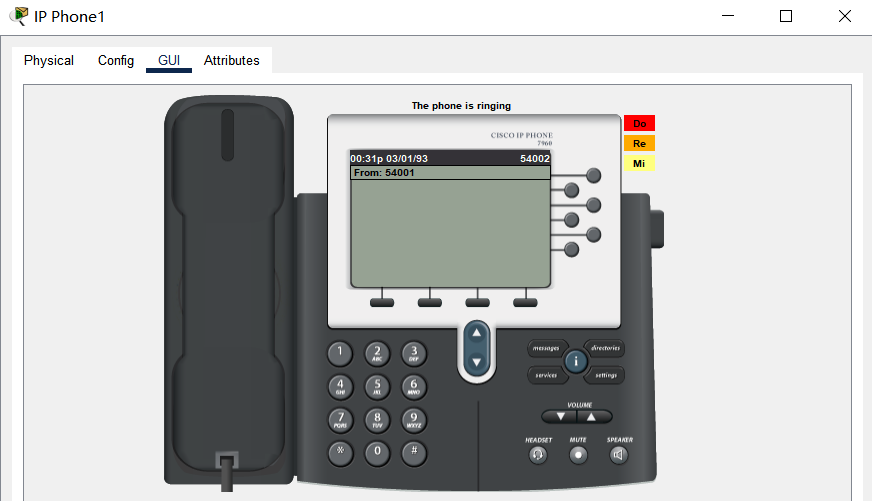 IP Phone1
Physical Config GUI Attributes
The phone is ringing
CISCO IP PHONE
7960
00:31p 03/01/93 54002
From: 54001
Do
Re
Mi
1
2 ABC
3 DEF
4 GHI
5 JKL
6 MNO
7 PQRS
8 TUV
9 WXYZ
*
0
#
messages
directories
i
services
settings
VOLUME
HEADSET MUTE SPEAKER